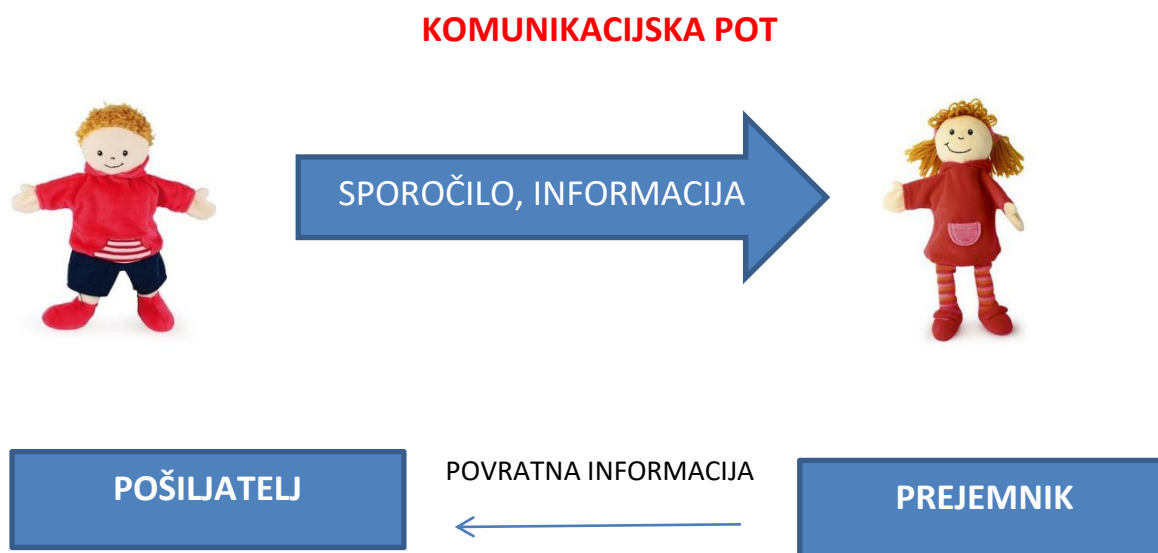 KOMUNIKACIJSKA POT
SPOROČILO, INFORMACIJA
POŠILJATELJ
POVRATNA INFORMACIJA
PREJEMNIK